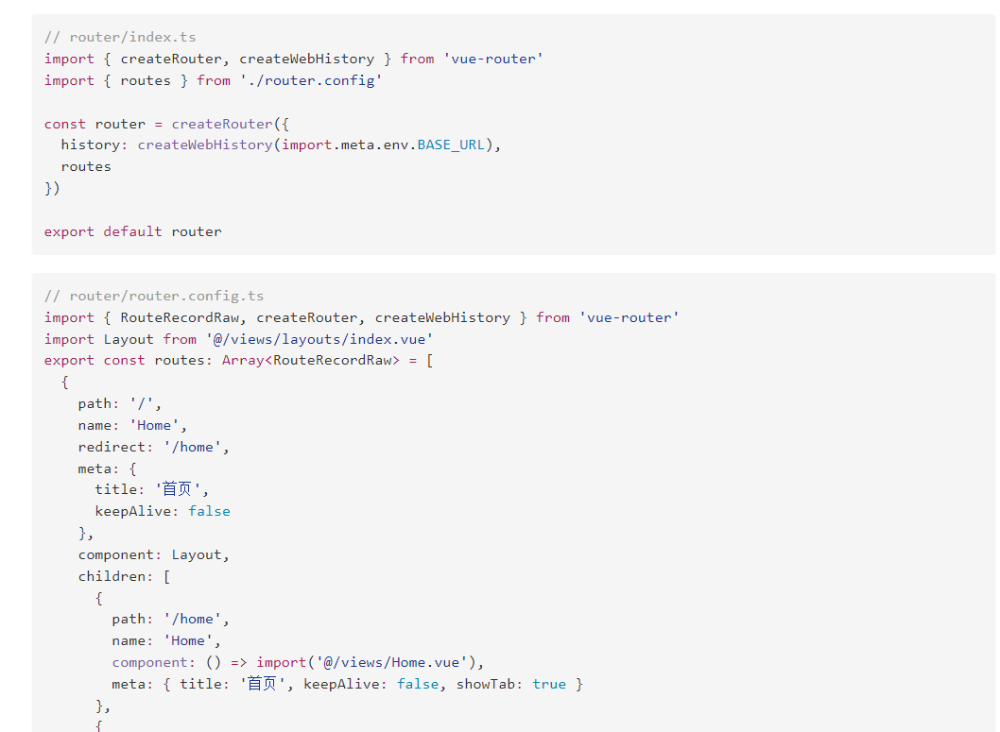 // router/index.ts
import { createRouter, createWebHistory } from 'vue-router'
import { routes } from './router.config'
const router = createRouter({
  history: createWebHistory(import.meta.env.BASE_URL),
  routes
})
export default router
// router/router.config.ts
import { RouteRecordRaw, createRouter, createWebHistory } from 'vue-router'
import Layout from '@/views/layouts/index.vue'
export const routes: Array<RouteRecordRaw> = [
  {
    path: '/',
    name: 'Home',
    redirect: '/home',
    meta: {
      title: '首页',
      keepAlive: false
    },
    component: Layout,
    children: [
      {
        path: '/home',
        name: 'Home',
        component: () => import('@/views/Home.vue'),
        meta: { title: '首页', keepAlive: false, showTab: true }
      },
      {